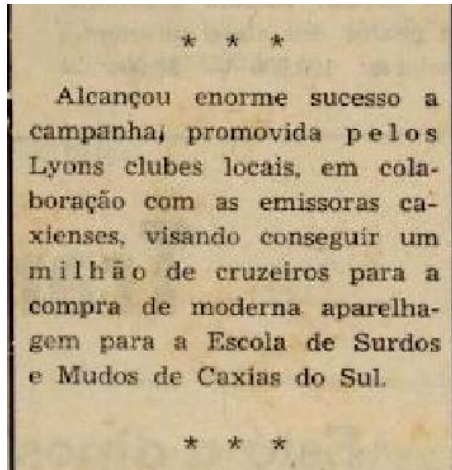 * * *
Alcançou enorme sucesso a
campanha, promovida pelos
Lyons clubes locais, em cola-
boração com as emissoras ca-
xienses, visando conseguir um
milhão de cruzeiros para a
compra de moderna aparelha-
gem para a Escola de Surdos
e Mudos de Caxias do Sul.
* * *